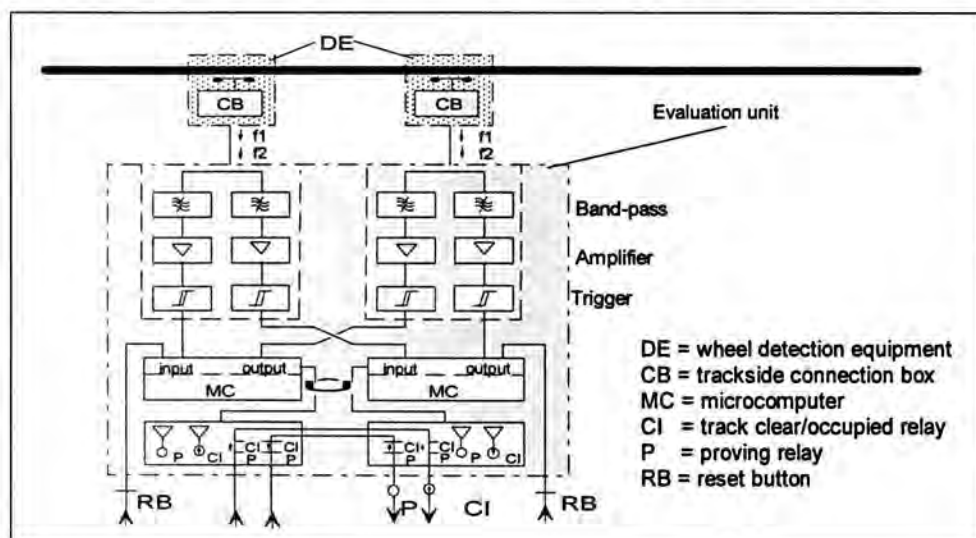 DE
CB CB
f1 f1
f2 f2
Evaluation unit
Band-pass
Amplifier
Trigger
input output input output
MC MC
P CI CI CI CI CI P CI
P P P P
RB P CI RB
DE = wheel detection equipment
CB = trackside connection box
MC = microcomputer
CI = track clear/occupied relay
P = proving relay
RB = reset button